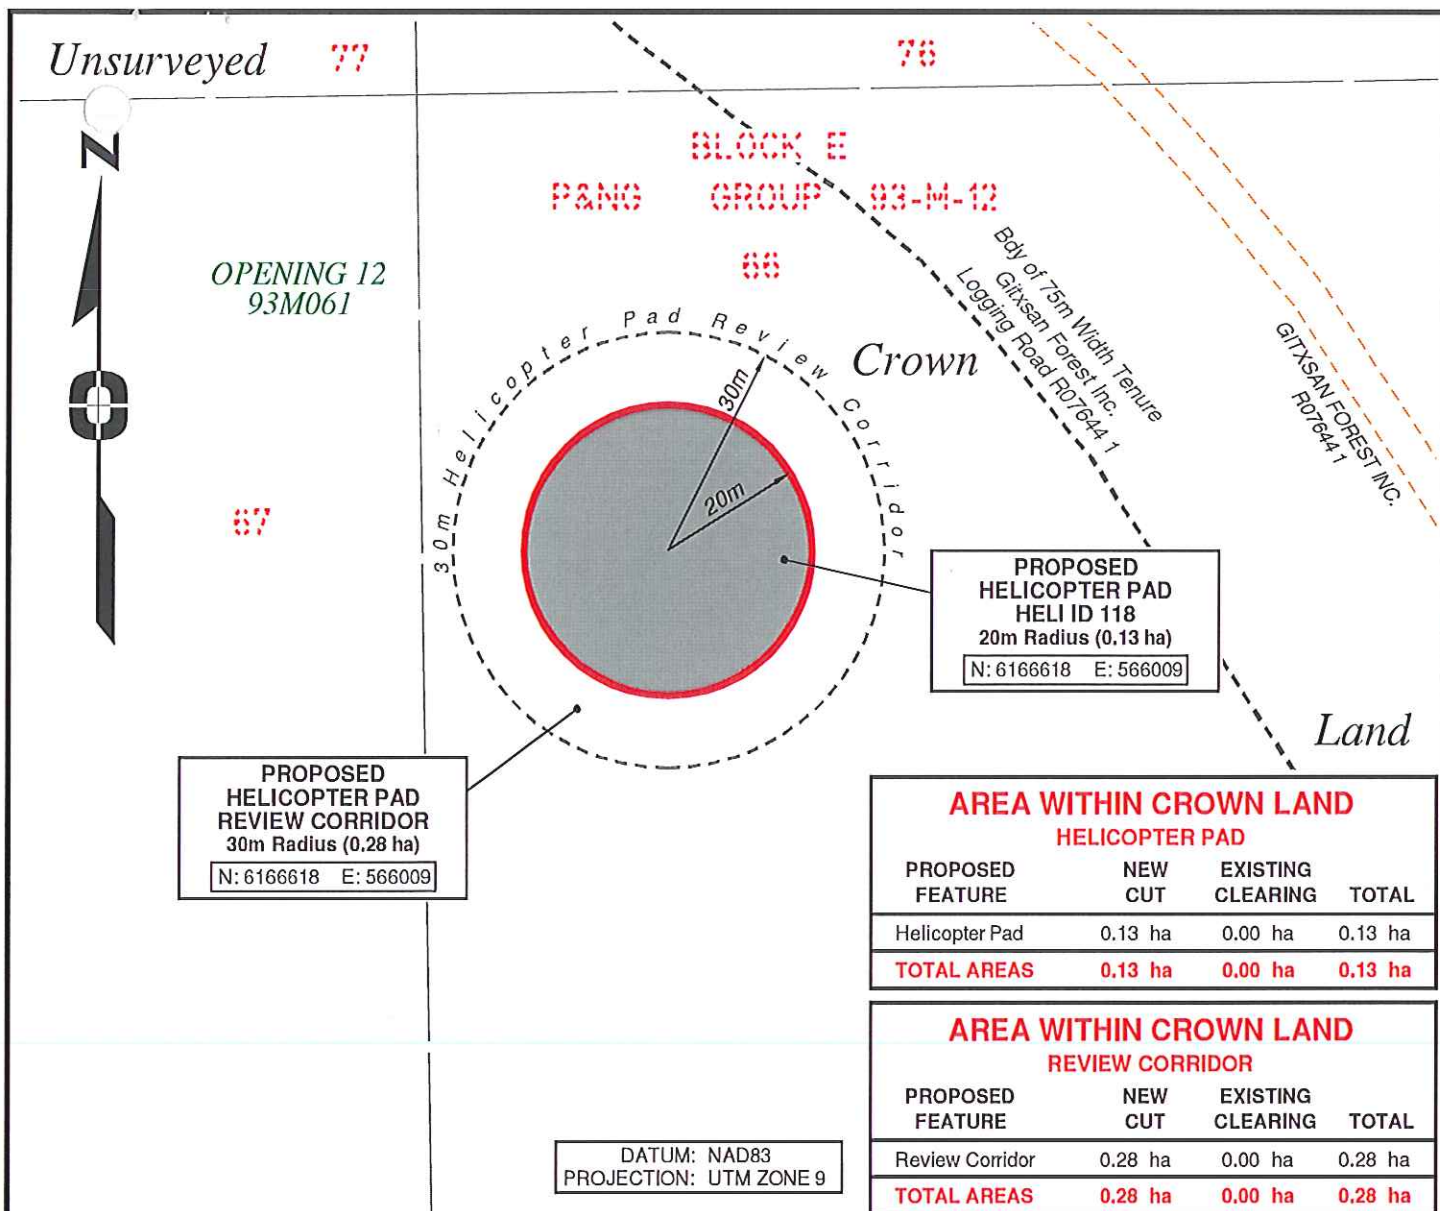 Unsurveyed 77 76
N
BLOCK E
P&NG GROUP 93-M-12
66
OPENING 12
93M061
67
30m Helicopter Pad Review Corridor
30m
20m
Crown
Bdy of 75m Width Tenure
Gitxsan Forest Inc.
Logging Road R07644 1
GITXSAN FOREST INC.
R07644 1
PROPOSED
HELICOPTER PAD
HELI ID 118
20m Radius (0.13 ha)
N: 6166618 E: 566009
Land
PROPOSED
HELICOPTER PAD
REVIEW CORRIDOR
30m Radius (0.28 ha)
N: 6166618 E: 566009
AREA WITHIN CROWN LAND
HELICOPTER PAD
PROPOSED NEW EXISTING
FEATURE CUT CLEARING TOTAL
Helicopter Pad 0.13 ha 0.00 ha 0.13 ha
TOTAL AREAS 0.13 ha 0.00 ha 0.13 ha
AREA WITHIN CROWN LAND
REVIEW CORRIDOR
PROPOSED NEW EXISTING
FEATURE CUT CLEARING TOTAL
Review Corridor 0.28 ha 0.00 ha 0.28 ha
TOTAL AREAS 0.28 ha 0.00 ha 0.28 ha
DATUM: NAD83
PROJECTION: UTM ZONE 9